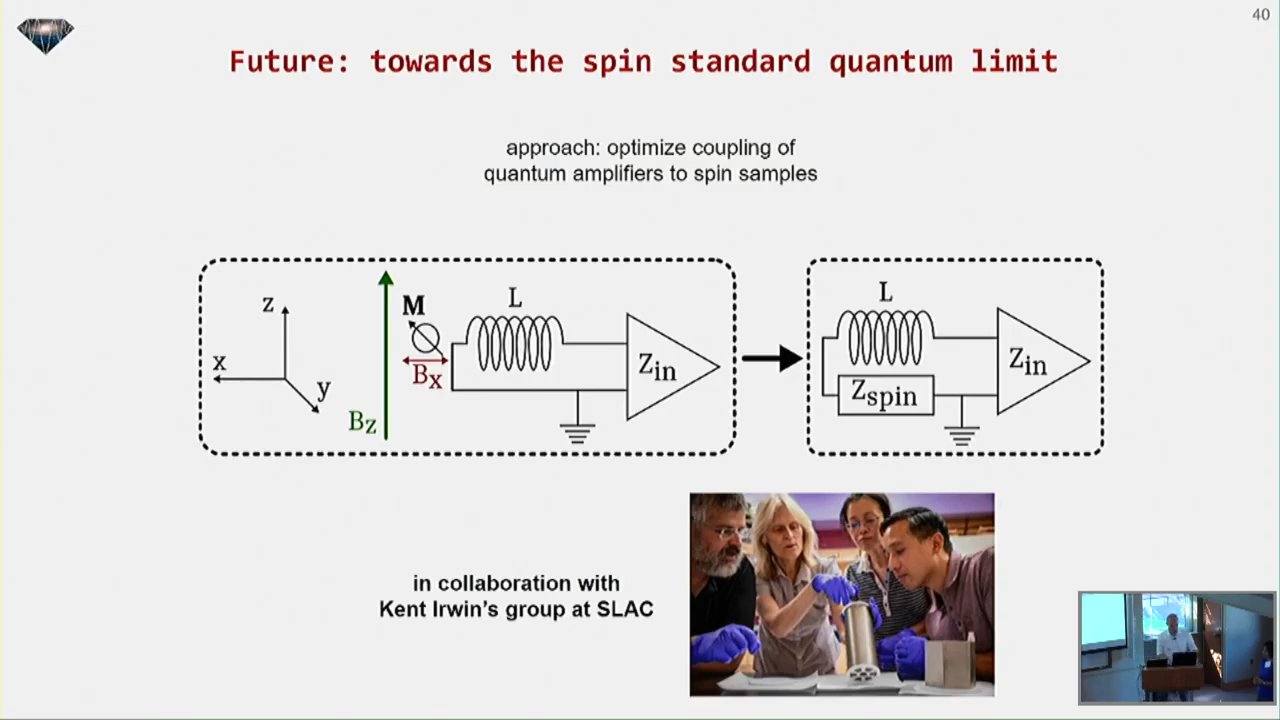 40
Future: towards the spin standard quantum limit
approach: optimize coupling of
quantum amplifiers to spin samples
z
x
y
Bz
M
Bx
L
Zin
L
Zspin
Zin
in collaboration with
Kent Irwin's group at SLAC